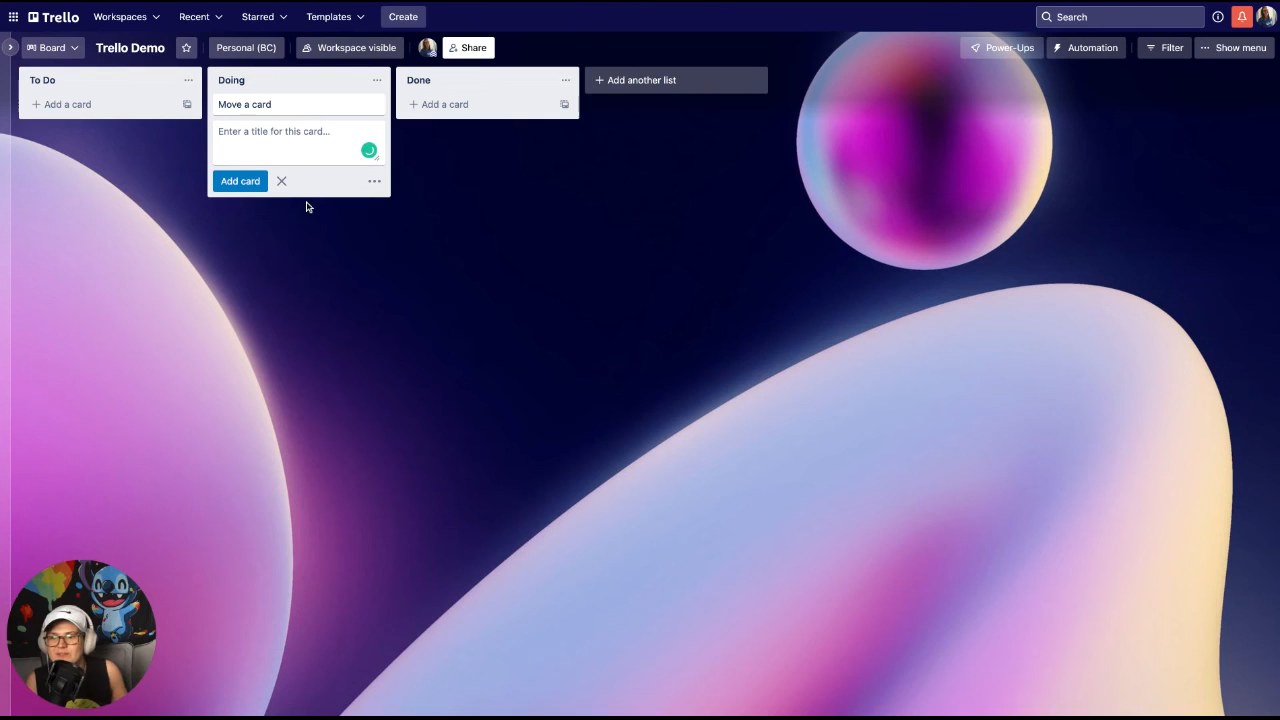 Trello Workspaces Recent Starred Templates Create Search
Board Trello Demo Personal (BC) Workspace visible Share Power-Ups Automation Filter Show menu
To Do
Add a card
Doing
Move a card
Enter a title for this card...
Add card
Done
Add a card
Add another list